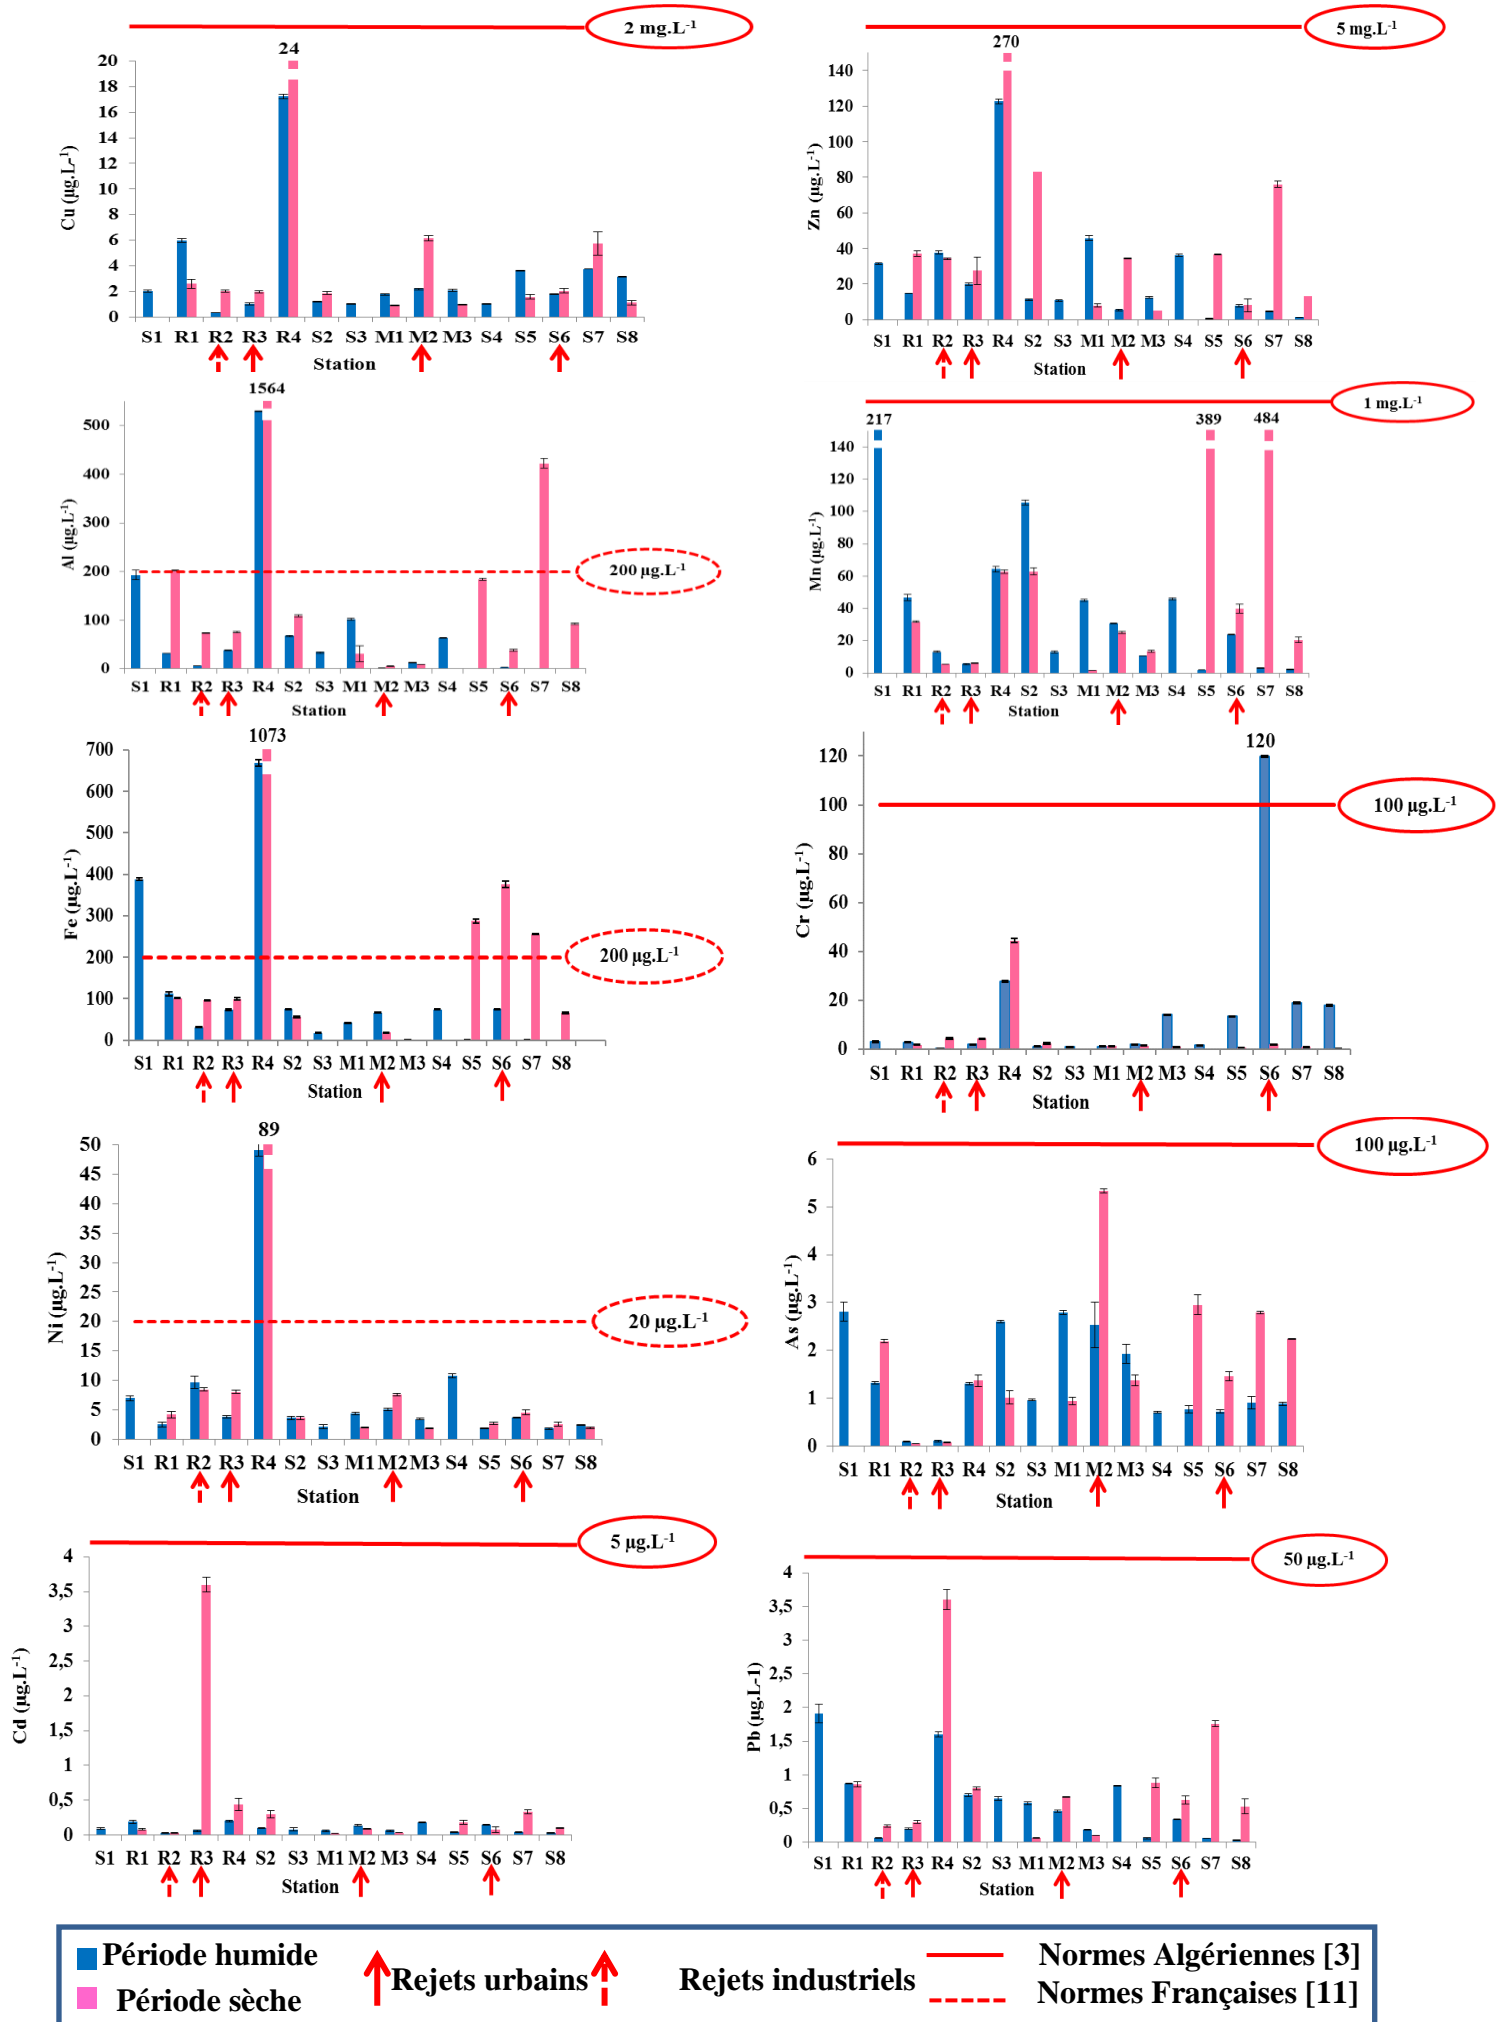 2 mg.L-1
24
Cu (µg.L-1)
20
18
16
14
12
10
8
6
4
2
0
S1 R1 R2 R3 R4 S2 S3 M1 M2 M3 S4 S5 S6 S7 S8
Station
5 mg.L-1
270
Zn (µg.L-1)
140
120
100
80
60
40
20
0
S1 R1 R2 R3 R4 S2 S3 M1 M2 M3 S4 S5 S6 S7 S8
Station
1564
Al (µg.L-1)
500
400
300
200
100
0
200 µg.L-1
S1 R1 R2 R3 R4 S2 S3 M1 M2 M3 S4 S5 S6 S7 S8
Station
1 mg.L-1
217 389 484
Mn (µg.L-1)
140
120
100
80
60
40
20
0
S1 R1 R2 R3 R4 S2 S3 M1 M2 M3 S4 S5 S6 S7 S8
Station
1073
Fe (µg.L-1)
700
600
500
400
300
200
100
0
200 µg.L-1
S1 R1 R2 R3 R4 S2 S3 M1 M2 M3 S4 S5 S6 S7 S8
Station
120
Cr (µg.L-1)
120
100
80
60
40
20
0
100 µg.L-1
S1 R1 R2 R3 R4 S2 S3 M1 M2 M3 S4 S5 S6 S7 S8
Station
89
Ni (µg.L-1)
50
45
40
35
30
25
20
15
10
5
0
20 µg.L-1
S1 R1 R2 R3 R4 S2 S3 M1 M2 M3 S4 S5 S6 S7 S8
Station
100 µg.L-1
As (µg.L-1)
6
5
4
3
2
1
0
S1 R1 R2 R3 R4 S2 S3 M1 M2 M3 S4 S5 S6 S7 S8
Station
5 µg.L-1
Cd (µg.L-1)
4
3,5
3
2,5
2
1,5
1
0,5
0
S1 R1 R2 R3 R4 S2 S3 M1 M2 M3 S4 S5 S6 S7 S8
Station
50 µg.L-1
Pb (µg.L-1)
4
3,5
3
2,5
2
1,5
1
0,5
0
S1 R1 R2 R3 R4 S2 S3 M1 M2 M3 S4 S5 S6 S7 S8
Station
Période humide Rejets urbains Rejets industriels Normes Algériennes [3]
Période sèche Normes Françaises [11]